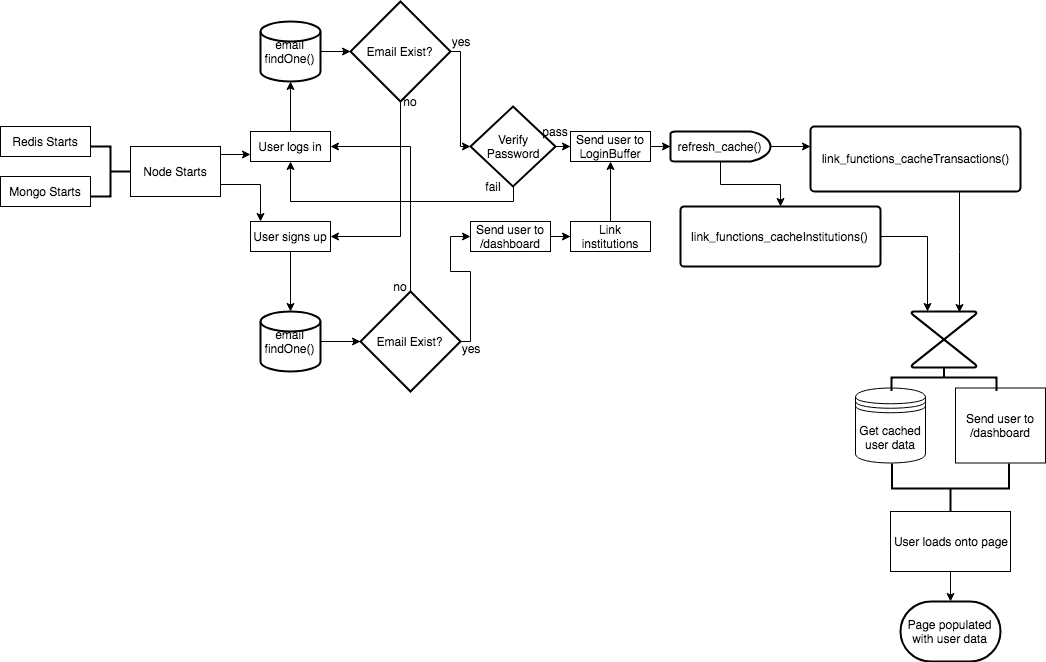 email
findOne()
Email Exist?
yes
no
Redis Starts
Mongo Starts
Node Starts
User logs in
User signs up
Verify
Password
pass
fail
Send user to
LoginBuffer
refresh_cache()
link_functions_cacheTransactions()
link_functions_cacheInstitutions()
Send user to
/dashboard
Link
institutions
email
findOne()
no
Email Exist?
yes
Get cached
user data
Send user to
/dashboard
User loads onto page
Page populated
with user data